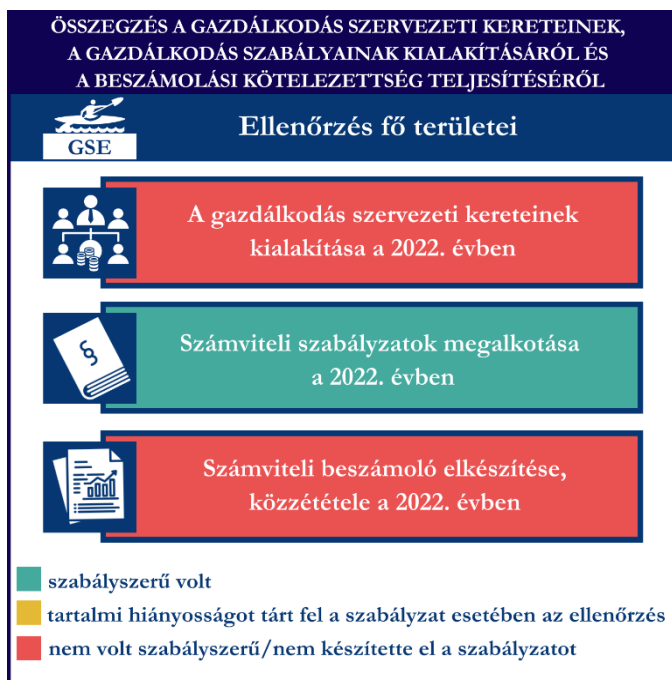 ÖSSZEGZÉS A GAZDÁLKODÁS SZERVEZETI KERETEINEK,
A GAZDÁLKODÁS SZABÁLYAINAK KIALAKÍTÁSÁRÓL ÉS
A BESZÁMOLÁSI KÖTELEZETTSÉG TELJESÍTÉSÉRŐL
GSE
Ellenőrzés fő területei
A gazdálkodás szervezeti kereteinek
kialakítása a 2022. évben
§
Számviteli szabályzatok megalkotása
a 2022. évben
Számviteli beszámoló elkészítése,
közzététele a 2022. évben
szabályszerű volt
tartalmi hiányosságot tárt fel a szabályzat esetében az ellenőrzés
nem volt szabályszerű/nem készítette el a szabályzatot